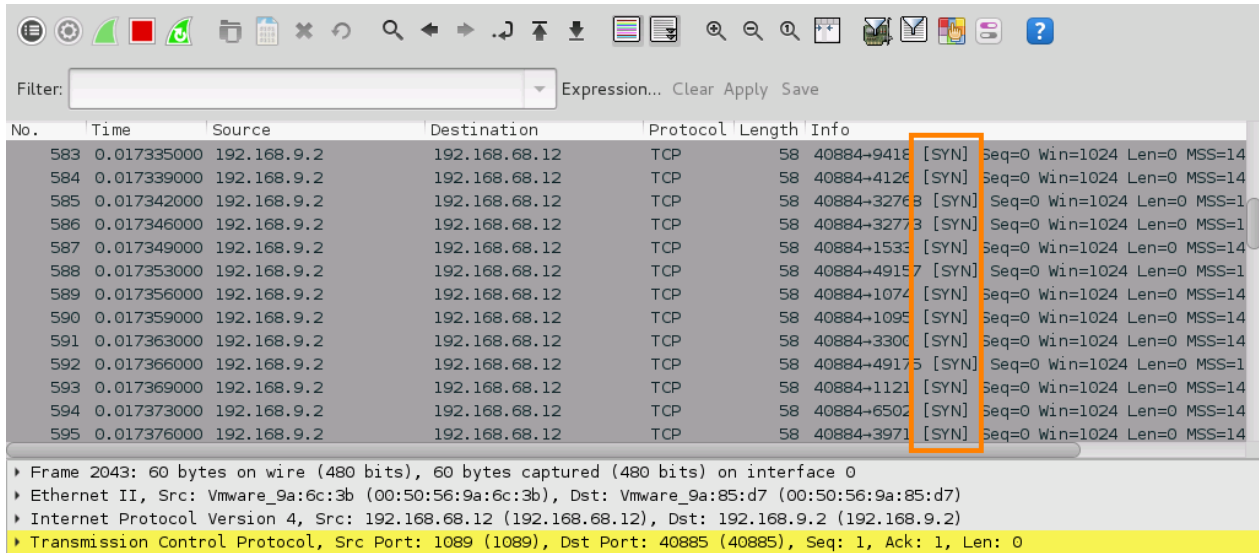 Filter: Expression... Clear Apply Save
No. Time Source Destination Protocol Length Info
583 0.017335000 192.168.9.2 192.168.68.12 TCP 58 40884→9418 [SYN] Seq=0 Win=1024 Len=0 MSS=14
584 0.017339000 192.168.9.2 192.168.68.12 TCP 58 40884→4126 [SYN] Seq=0 Win=1024 Len=0 MSS=14
585 0.017342000 192.168.9.2 192.168.68.12 TCP 58 40884→32768 [SYN] Seq=0 Win=1024 Len=0 MSS=1
586 0.017346000 192.168.9.2 192.168.68.12 TCP 58 40884→32773 [SYN] Seq=0 Win=1024 Len=0 MSS=1
587 0.017349000 192.168.9.2 192.168.68.12 TCP 58 40884→1533 [SYN] Seq=0 Win=1024 Len=0 MSS=14
588 0.017353000 192.168.9.2 192.168.68.12 TCP 58 40884→49157 [SYN] Seq=0 Win=1024 Len=0 MSS=1
589 0.017356000 192.168.9.2 192.168.68.12 TCP 58 40884→1074 [SYN] Seq=0 Win=1024 Len=0 MSS=14
590 0.017359000 192.168.9.2 192.168.68.12 TCP 58 40884→1095 [SYN] Seq=0 Win=1024 Len=0 MSS=14
591 0.017363000 192.168.9.2 192.168.68.12 TCP 58 40884→3300 [SYN] Seq=0 Win=1024 Len=0 MSS=14
592 0.017366000 192.168.9.2 192.168.68.12 TCP 58 40884→49175 [SYN] Seq=0 Win=1024 Len=0 MSS=1
593 0.017369000 192.168.9.2 192.168.68.12 TCP 58 40884→1121 [SYN] Seq=0 Win=1024 Len=0 MSS=14
594 0.017373000 192.168.9.2 192.168.68.12 TCP 58 40884→6502 [SYN] Seq=0 Win=1024 Len=0 MSS=14
595 0.017376000 192.168.9.2 192.168.68.12 TCP 58 40884→3971 [SYN] Seq=0 Win=1024 Len=0 MSS=14
Frame 2043: 60 bytes on wire (480 bits), 60 bytes captured (480 bits) on interface 0
Ethernet II, Src: Vmware_9a:6c:3b (00:50:56:9a:6c:3b), Dst: Vmware_9a:85:d7 (00:50:56:9a:85:d7)
Internet Protocol Version 4, Src: 192.168.68.12 (192.168.68.12), Dst: 192.168.9.2 (192.168.9.2)
Transmission Control Protocol, Src Port: 1089 (1089), Dst Port: 40885 (40885), Seq: 1, Ack: 1, Len: 0